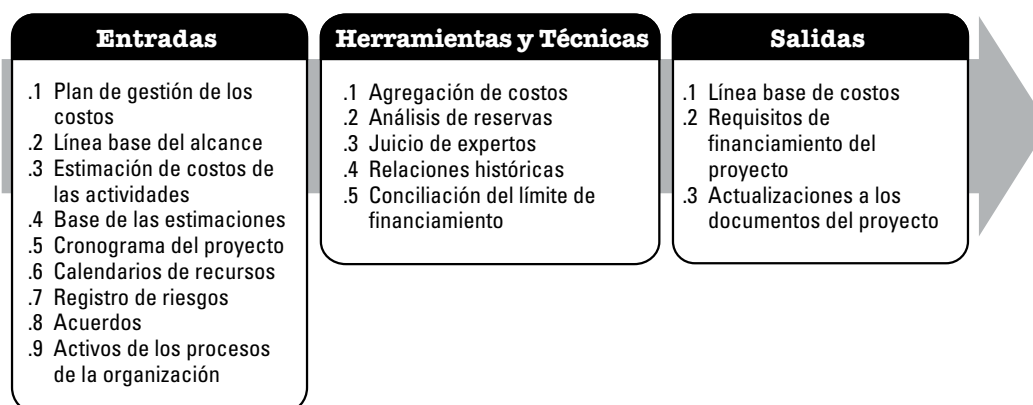 Entradas
.1 Plan de gestión de los
costos
.2 Línea base del alcance
.3 Estimación de costos de
las actividades
.4 Base de las estimaciones
.5 Cronograma del proyecto
.6 Calendarios de recursos
.7 Registro de riesgos
.8 Acuerdos
.9 Activos de los procesos
de la organización
Herramientas y Técnicas
.1 Agregación de costos
.2 Análisis de reservas
.3 Juicio de expertos
.4 Relaciones históricas
.5 Conciliación del límite de
financiamiento
Salidas
.1 Línea base de costos
.2 Requisitos de
financiamiento del
proyecto
.3 Actualizaciones a los
documentos del proyecto